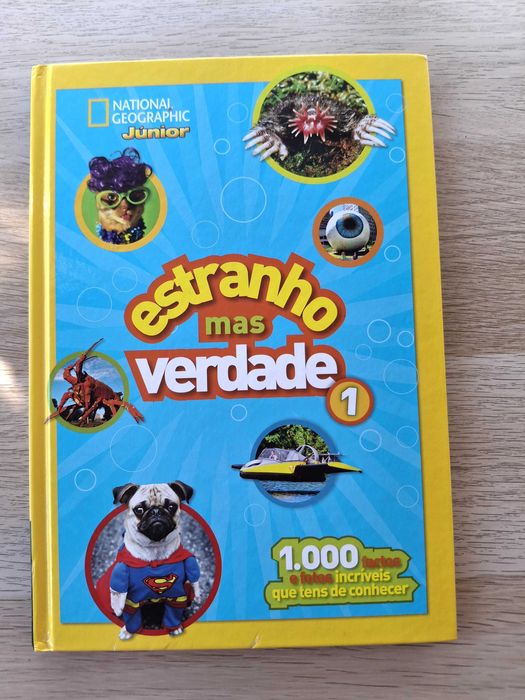 NATIONAL
GEOGRAPHIC
Júnior
estranho
mas
verdade
1
1.000 factos
e fotos incríveis
que tens de conhecer